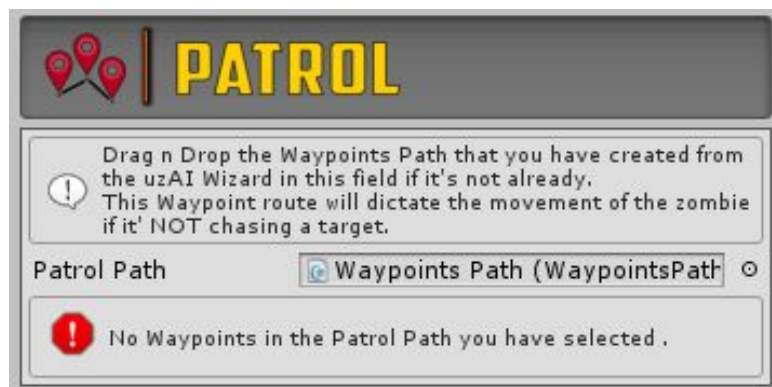 PATROL
Drag n Drop the Waypoints Path that you have created from
the uzAI Wizard in this field if it's not already.
This Waypoint route will dictate the movement of the zombie
if it' NOT chasing a target.
Patrol Path Waypoints Path (WaypointsPath
No Waypoints in the Patrol Path you have selected .